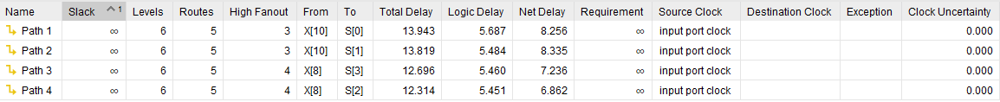 Name Slack 1 Levels Routes High Fanout From To Total Delay Logic Delay Net Delay Requirement Source Clock Destination Clock Exception Clock Uncertainty
Path 1 ∞ 6 5 3 X[10] S[0] 13.943 5.687 8.256 ∞ input port clock 0.000
Path 2 ∞ 6 5 3 X[10] S[1] 13.819 5.484 8.335 ∞ input port clock 0.000
Path 3 ∞ 6 5 4 X[8] S[3] 12.696 5.460 7.236 ∞ input port clock 0.000
Path 4 ∞ 6 5 4 X[8] S[2] 12.314 5.451 6.862 ∞ input port clock 0.000